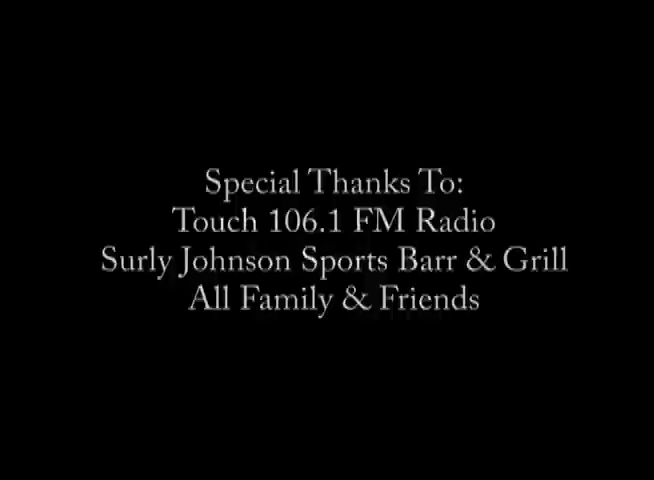 Special Thanks To:
Touch 106.1 FM Radio
Surly Johnson Sports Barr & Grill
All Family & Friends